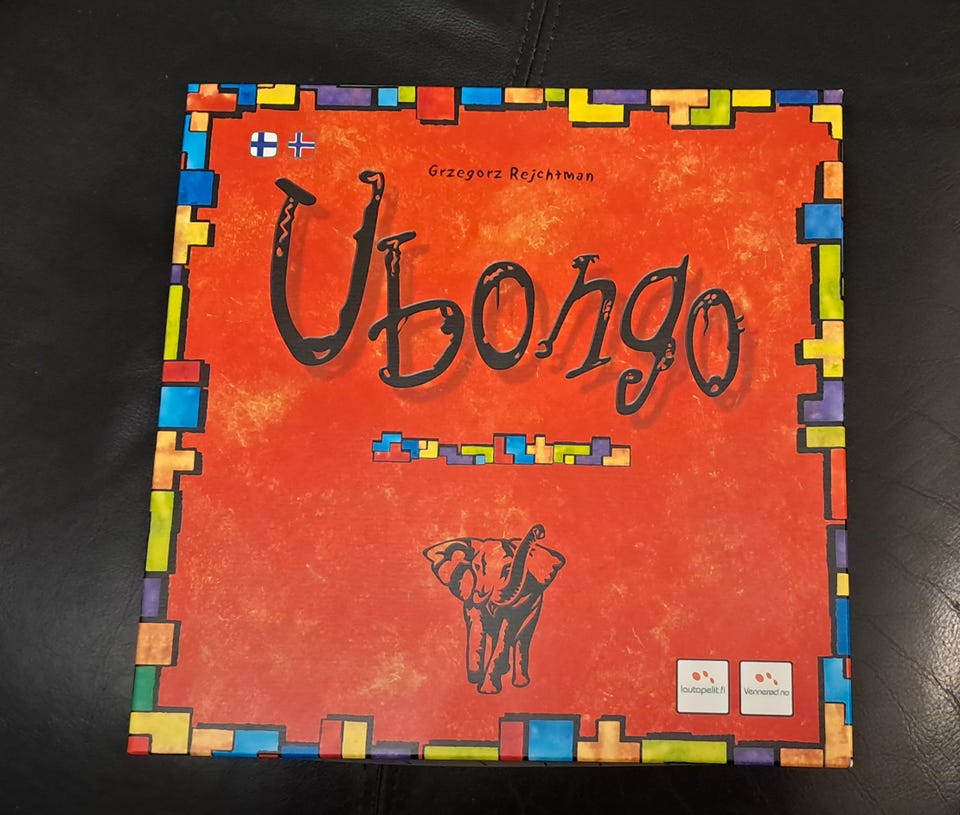 Grzegorz Rejchtman
Ubongo
lautapelit.fi
Vennerød.no